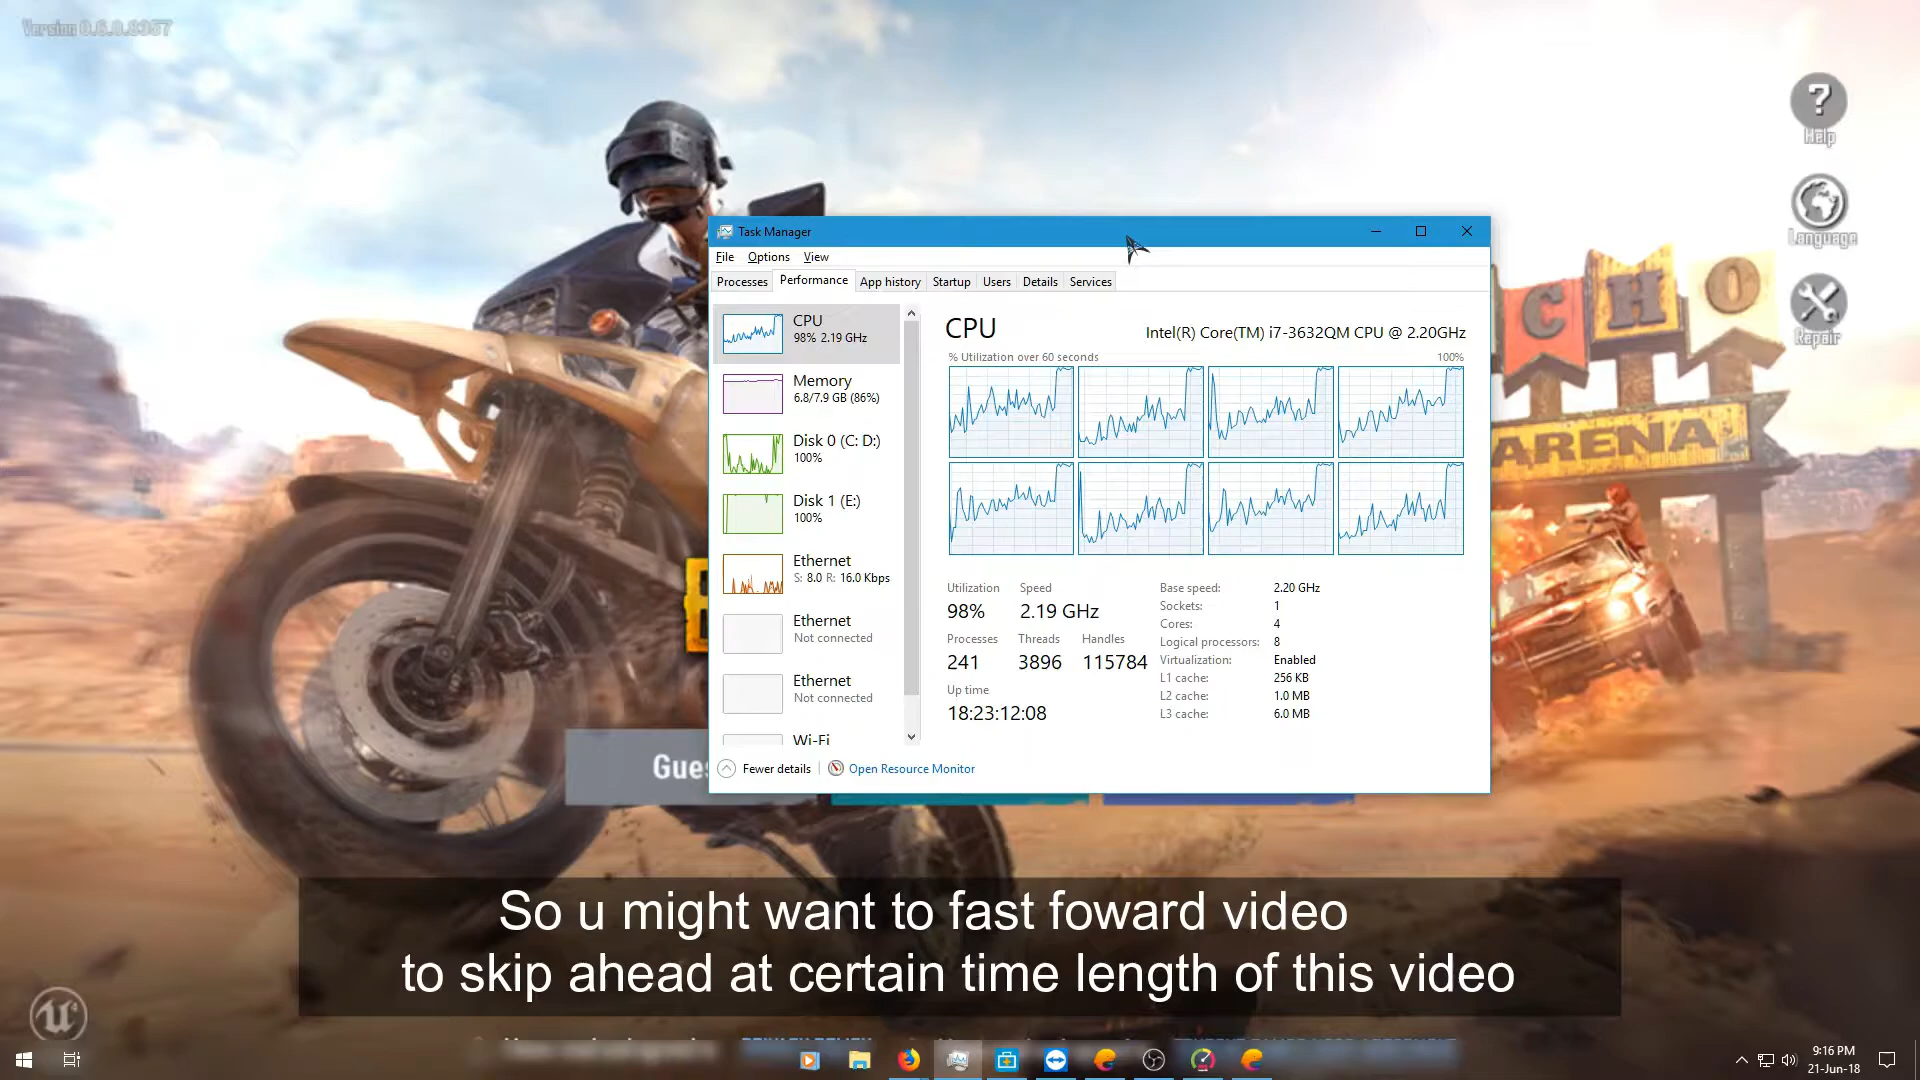 Version 0.6.0.8357
Help
Language
Repair
Task Manager
File Options View
Processes Performance App history Startup Users Details Services
CPU
98% 2.19 GHz
Memory
6.8/7.9 GB (86%)
Disk 0 (C: D:)
100%
Disk 1 (E:)
100%
Ethernet
S: 8.0 R: 16.0 Kbps
Ethernet
Not connected
Ethernet
Not connected
Wi-Fi
CPU
Intel(R) Core(TM) i7-3632QM CPU @ 2.20GHz
% Utilization over 60 seconds 100%
Utilization Speed
98% 2.19 GHz
Processes Threads Handles
241 3896 115784
Up time
18:23:12:08
Base speed: 2.20 GHz
Sockets: 1
Cores: 4
Logical processors: 8
Virtualization: Enabled
L1 cache: 256 KB
L2 cache: 1.0 MB
L3 cache: 6.0 MB
Fewer details Open Resource Monitor
CHO
ARENA
Gues
So u might want to fast foward video
to skip ahead at certain time length of this video
9:16 PM
21-Jun-18